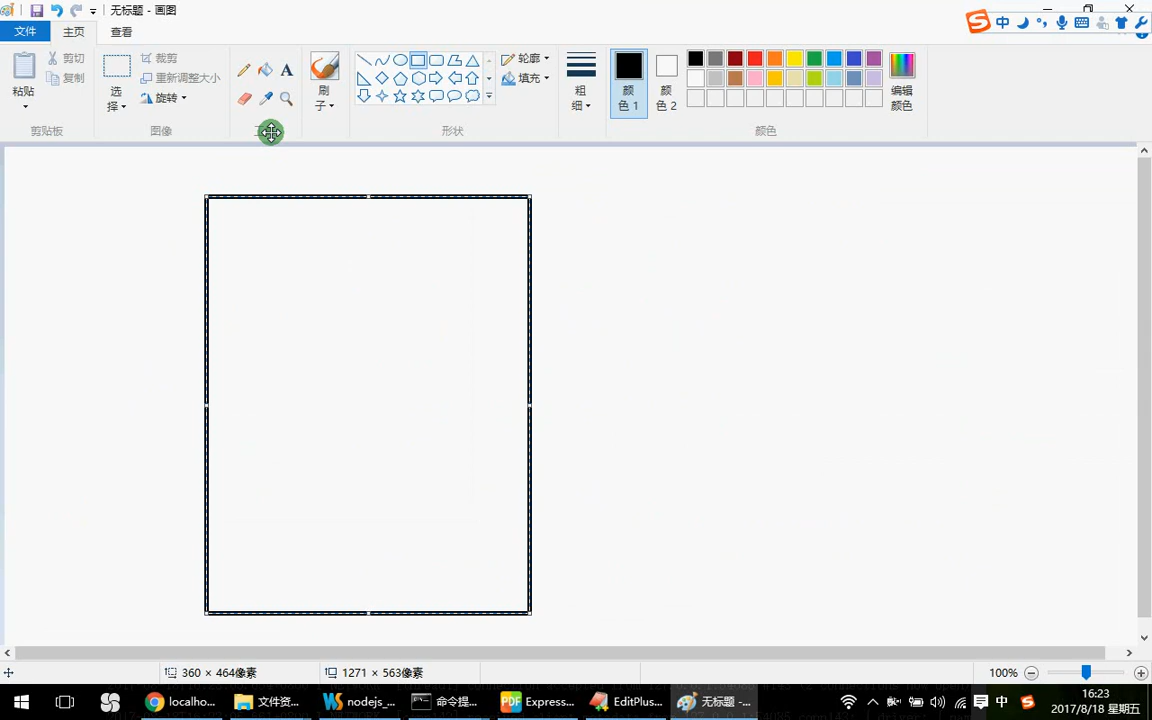 无标题 - 画图
中
文件
主页
查看
粘贴
剪切
复制
剪贴板
选择
裁剪
重新调整大小
旋转
图像
A
刷子
轮廓
填充
形状
粗细
颜色 1
颜色 2
编辑颜色
颜色
360 × 464像素
1271 × 563像素
100%
localho...
文件资...
nodejs_...
命令提...
Express...
EditPlus...
无标题 -...
中
16:23
2017/8/18 星期五